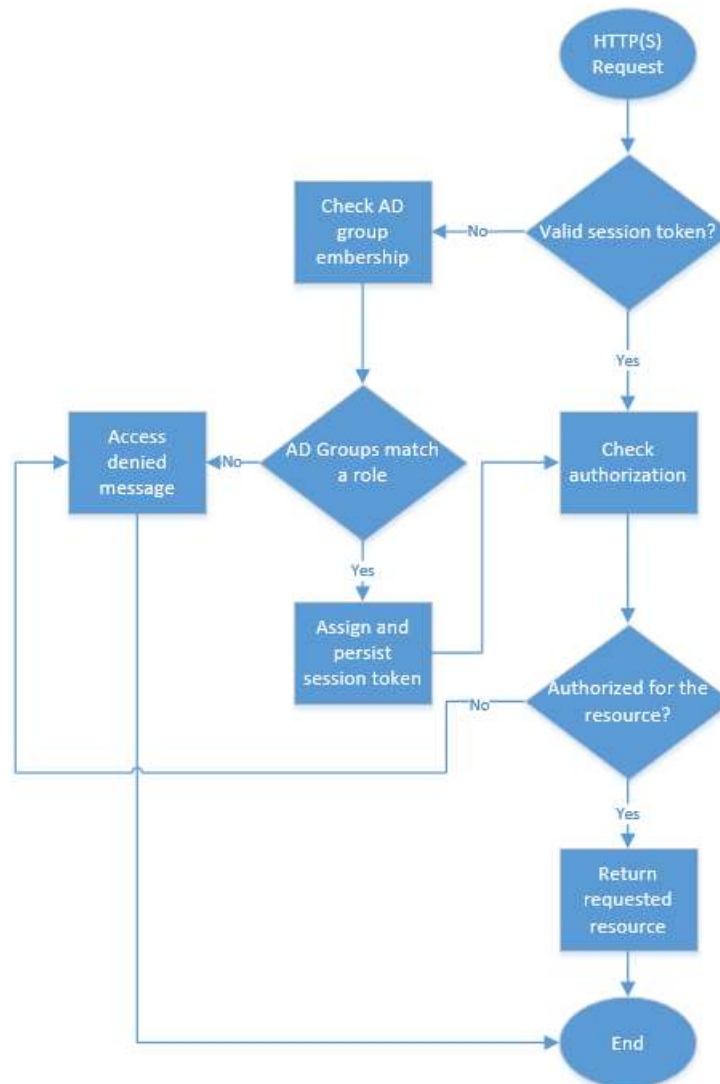 HTTP(S)
Request
Valid session token?
No
Check AD
group
embership
Yes
Access
denied
message
No
AD Groups match
a role
Check
authorization
Yes
Assign and
persist
session token
Authorized for the
resource?
No
Yes
Return
requested
resource
End